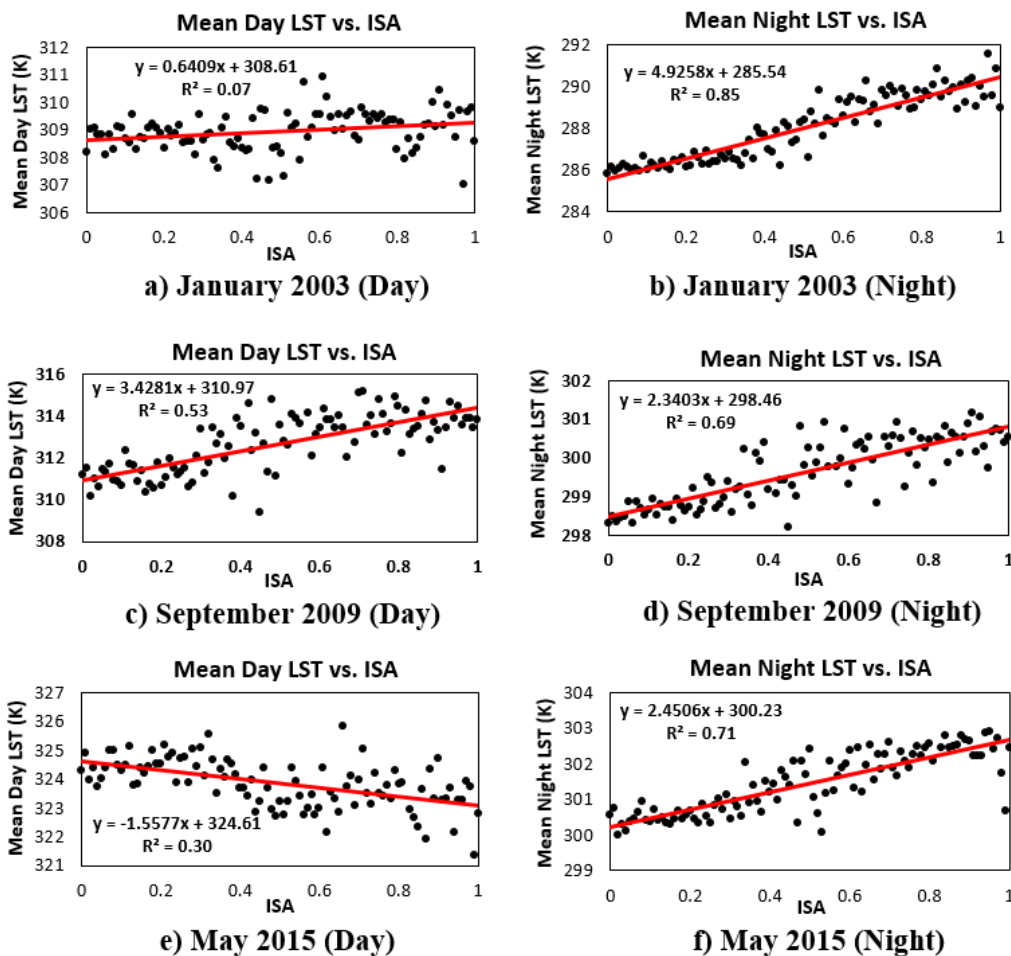 Mean Day LST vs. ISA
Mean Day LST (K)
312
311
310
309
308
307
306
y = 0.6409x + 308.61
R² = 0.07
0 0.2 0.4 0.6 0.8 1
ISA
a) January 2003 (Day)
Mean Night LST vs. ISA
Mean Night LST (K)
292
290
288
286
284
y = 4.9258x + 285.54
R² = 0.85
0 0.2 0.4 0.6 0.8 1
ISA
b) January 2003 (Night)
Mean Day LST vs. ISA
Mean Day LST (K)
316
314
312
310
308
y = 3.4281x + 310.97
R² = 0.53
0 0.2 0.4 0.6 0.8 1
ISA
c) September 2009 (Day)
Mean Night LST vs. ISA
Mean Night LST (K)
302
301
300
299
298
y = 2.3403x + 298.46
R² = 0.69
0 0.2 0.4 0.6 0.8 1
ISA
d) September 2009 (Night)
Mean Day LST vs. ISA
Mean Day LST (K)
327
326
325
324
323
322
321
y = -1.5577x + 324.61
R² = 0.30
0 0.2 0.4 0.6 0.8 1
ISA
e) May 2015 (Day)
Mean Night LST vs. ISA
Mean Night LST (K)
304
303
302
301
300
299
y = 2.4506x + 300.23
R² = 0.71
0 0.2 0.4 0.6 0.8 1
ISA
f) May 2015 (Night)